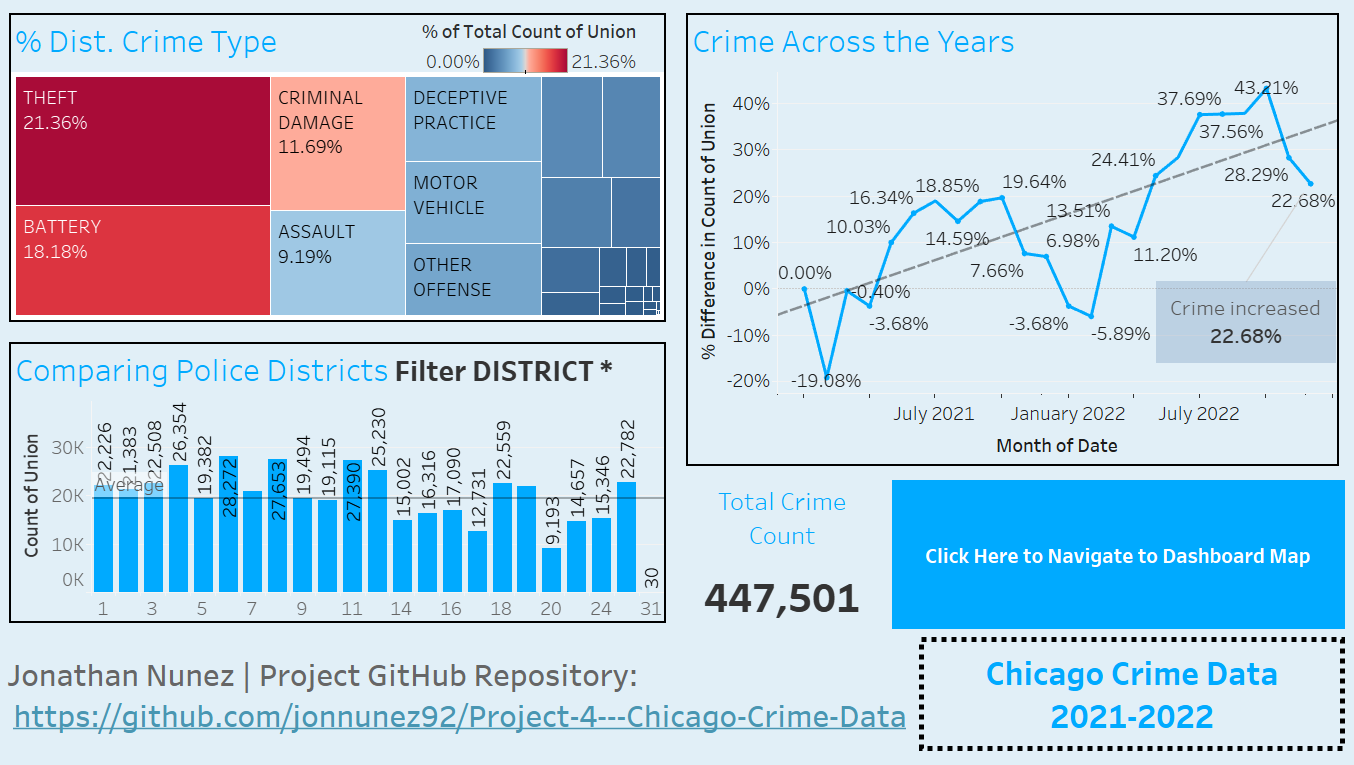 % Dist. Crime Type
% of Total Count of Union
0.00% 21.36%
THEFT
21.36%
BATTERY
18.18%
CRIMINAL
DAMAGE
11.69%
ASSAULT
9.19%
DECEPTIVE
PRACTICE
MOTOR
VEHICLE
OTHER
OFFENSE
Crime Across the Years
% Difference in Count of Union
40%
30%
20%
10%
0%
-10%
-20%
0.00%
-19.08%
-0.40%
-3.68%
10.03%
16.34%
18.85%
14.59%
19.64%
7.66%
6.98%
-3.68%
-5.89%
13.51%
11.20%
24.41%
37.69%
37.56%
43.21%
28.29%
22.68%
Crime increased
22.68%
July 2021 January 2022 July 2022
Month of Date
Comparing Police Districts Filter DISTRICT *
Count of Union
30K
20K
10K
0K
Average
22,226
21,383
22,508
26,354
19,382
28,272
27,653
19,494
19,115
27,390
25,230
15,002
16,316
17,090
12,731
22,559
9,193
14,657
15,346
22,782
30
1 3 5 7 9 11 14 16 18 20 24 31
Total Crime
Count
447,501
Click Here to Navigate to Dashboard Map
Jonathan Nunez | Project GitHub Repository:
https://github.com/jonnunez92/Project-4---Chicago-Crime-Data
Chicago Crime Data
2021-2022